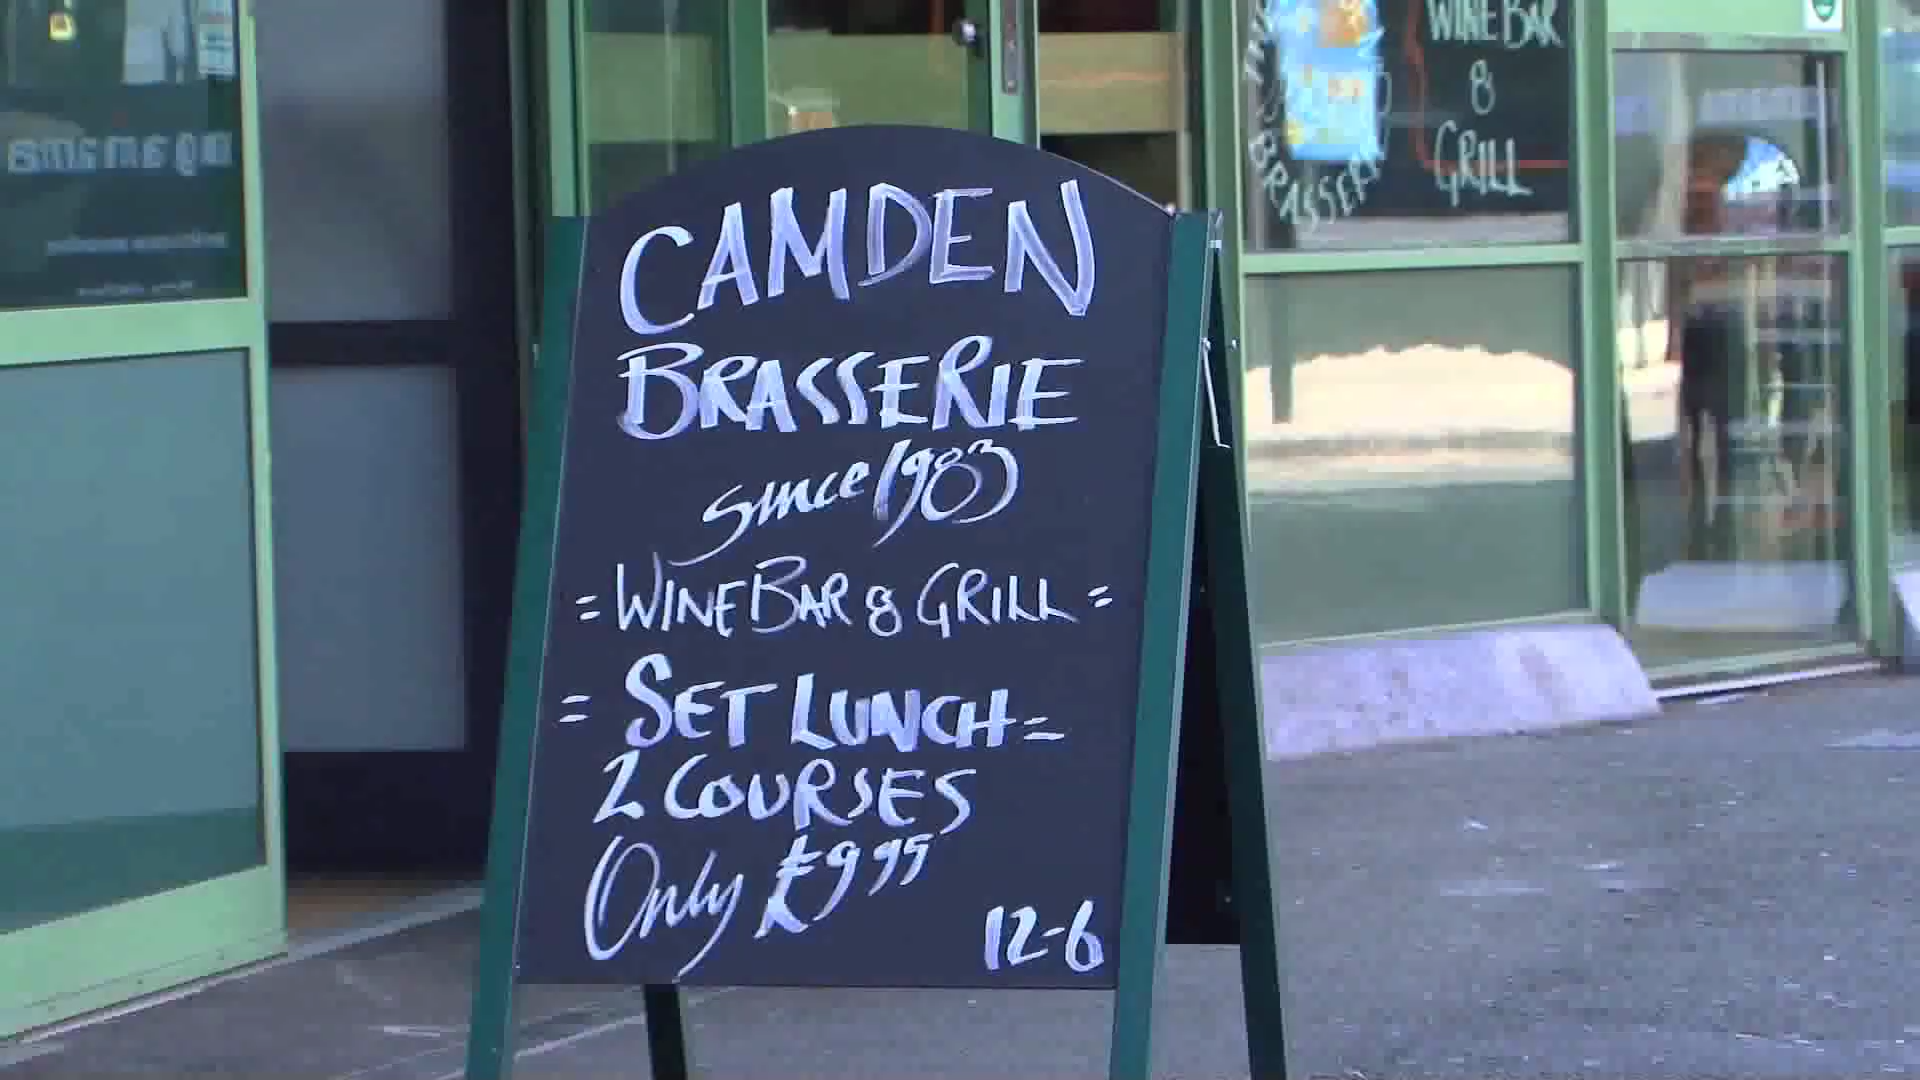 CAMDEN
BRASSERIE
since 1983
= WINE BAR & GRILL =
= SET LUNCH =
2 COURSES
Only £9.95
12-6
WINE BAR
&
GRILL
BRASSERIE